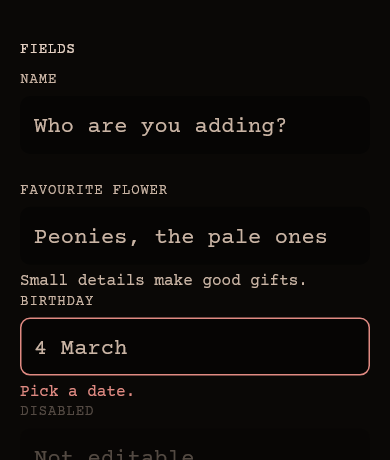 FIELDS
NAME
Who are you adding?
FAVOURITE FLOWER
Peonies, the pale ones
Small details make good gifts.
BIRTHDAY
4 March
Pick a date.
DISABLED
Not editable